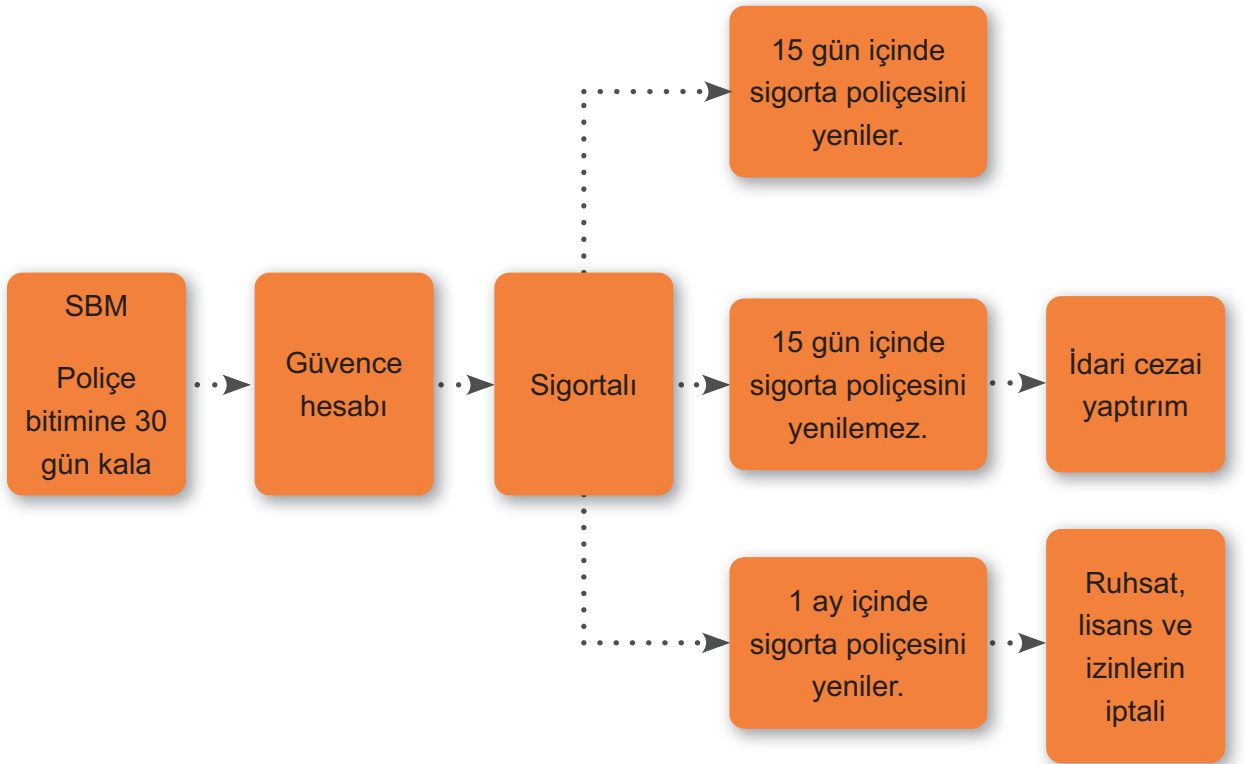 SBM
Poliçe
bitimine 30
gün kala
Güvence
hesabı
Sigortalı
15 gün içinde
sigorta poliçesini
yeniler.
15 gün içinde
sigorta poliçesini
yenilemez.
İdari cezai
yaptırım
1 ay içinde
sigorta poliçesini
yeniler.
Ruhsat,
lisans ve
izinlerin
iptali